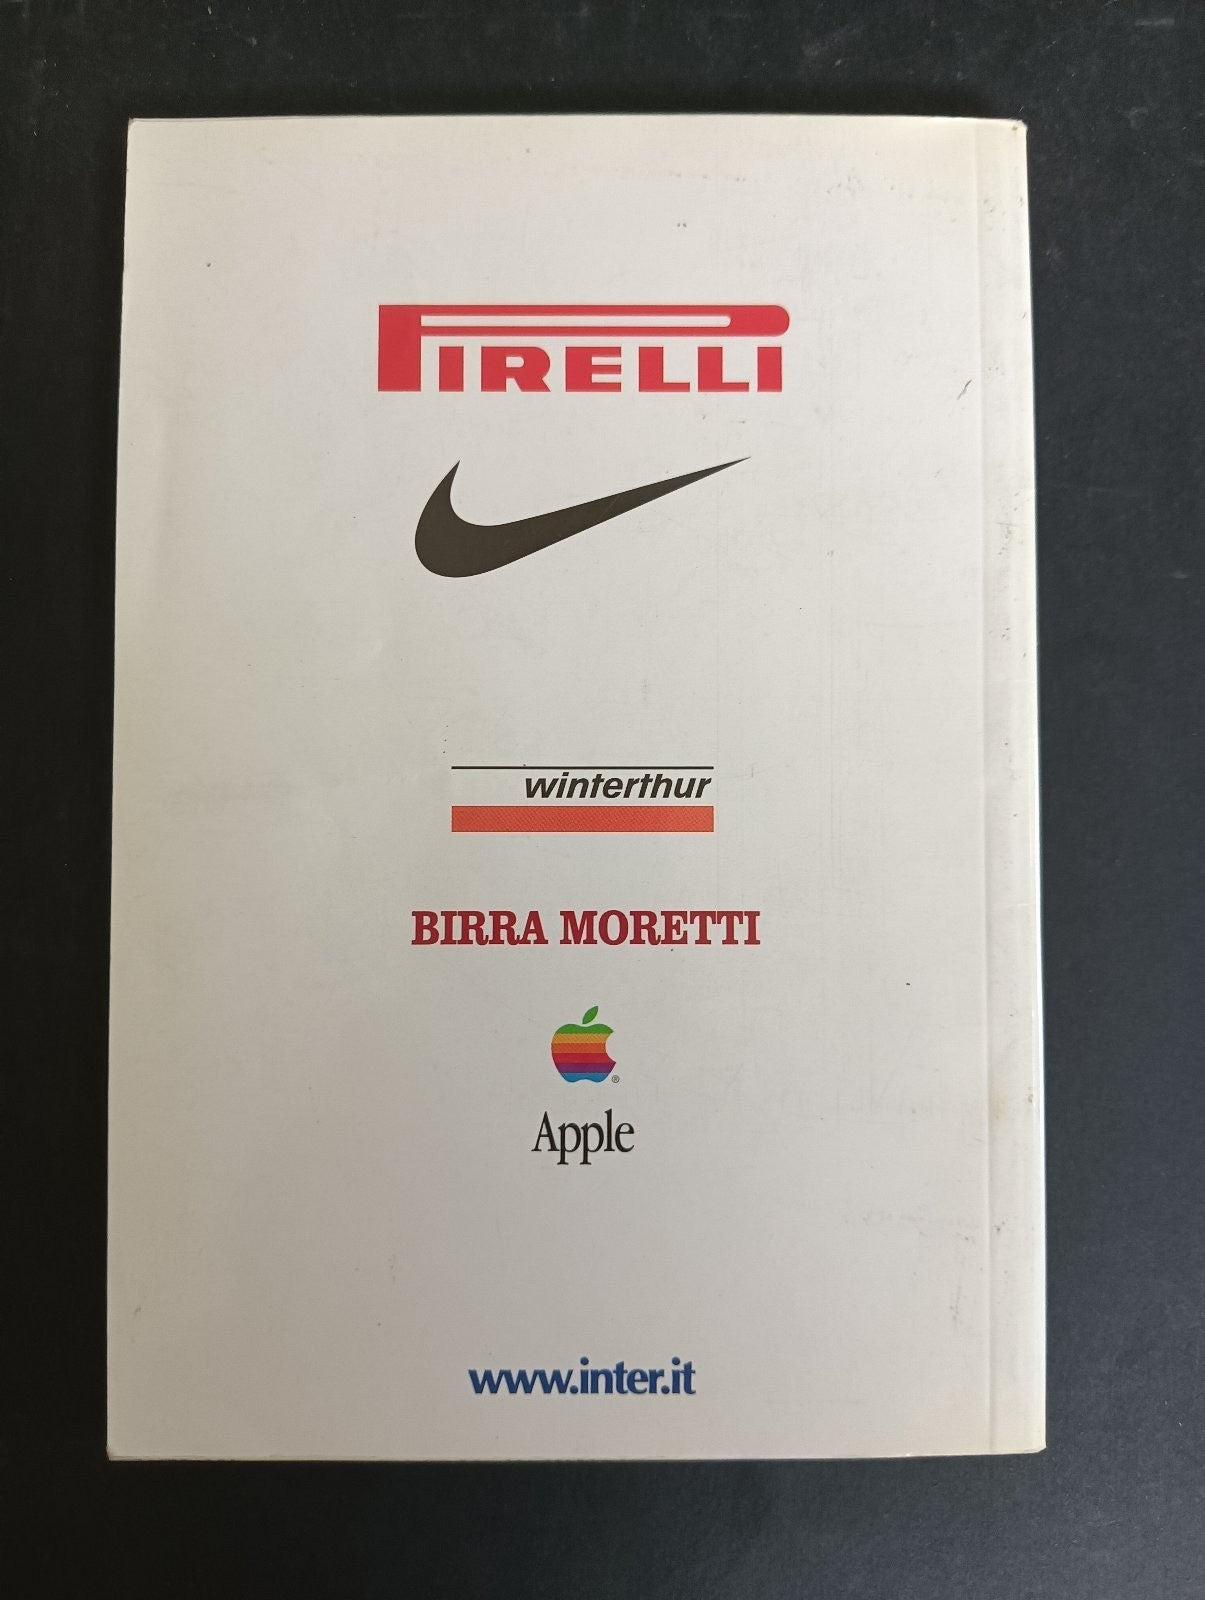 PIRELLI
winterthur
BIRRA MORETTI
®
Apple
www.inter.it